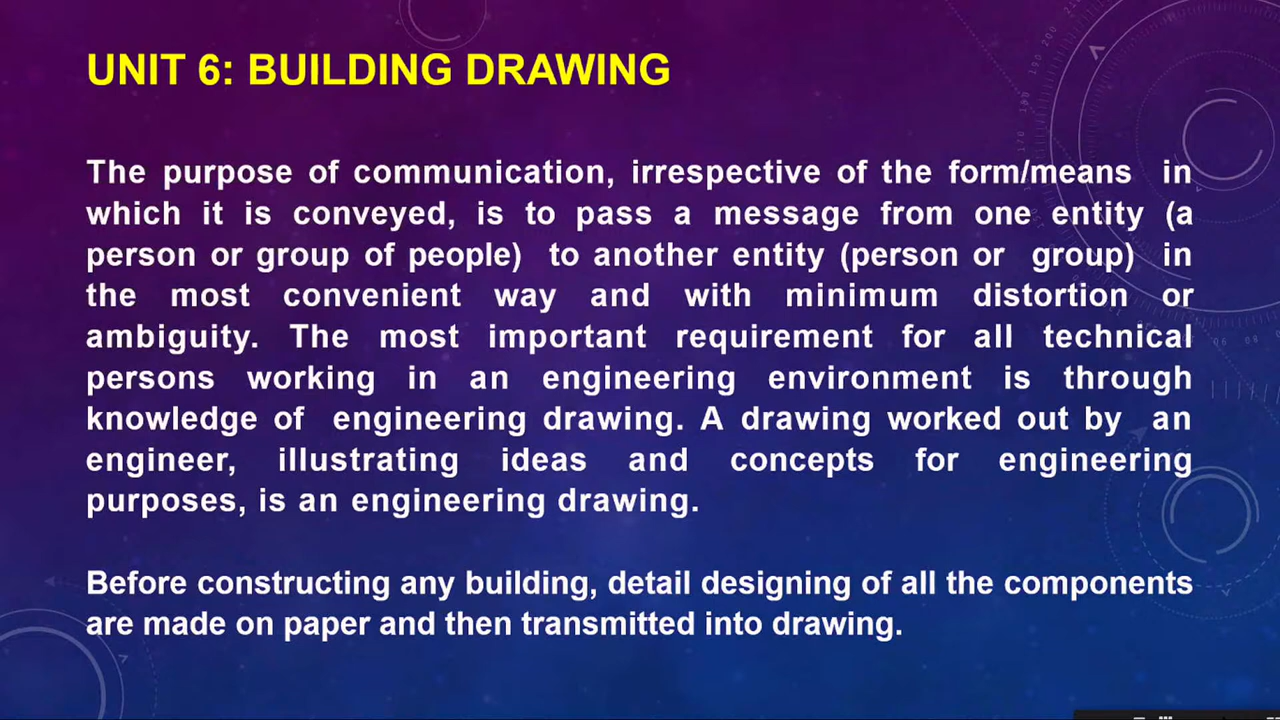 UNIT 6: BUILDING DRAWING
The purpose of communication, irrespective of the form/means in
which it is conveyed, is to pass a message from one entity (a
person or group of people) to another entity (person or group) in
the most convenient way and with minimum distortion or
ambiguity. The most important requirement for all technical
persons working in an engineering environment is through
knowledge of engineering drawing. A drawing worked out by an
engineer, illustrating ideas and concepts for engineering
purposes, is an engineering drawing.
Before constructing any building, detail designing of all the components
are made on paper and then transmitted into drawing.